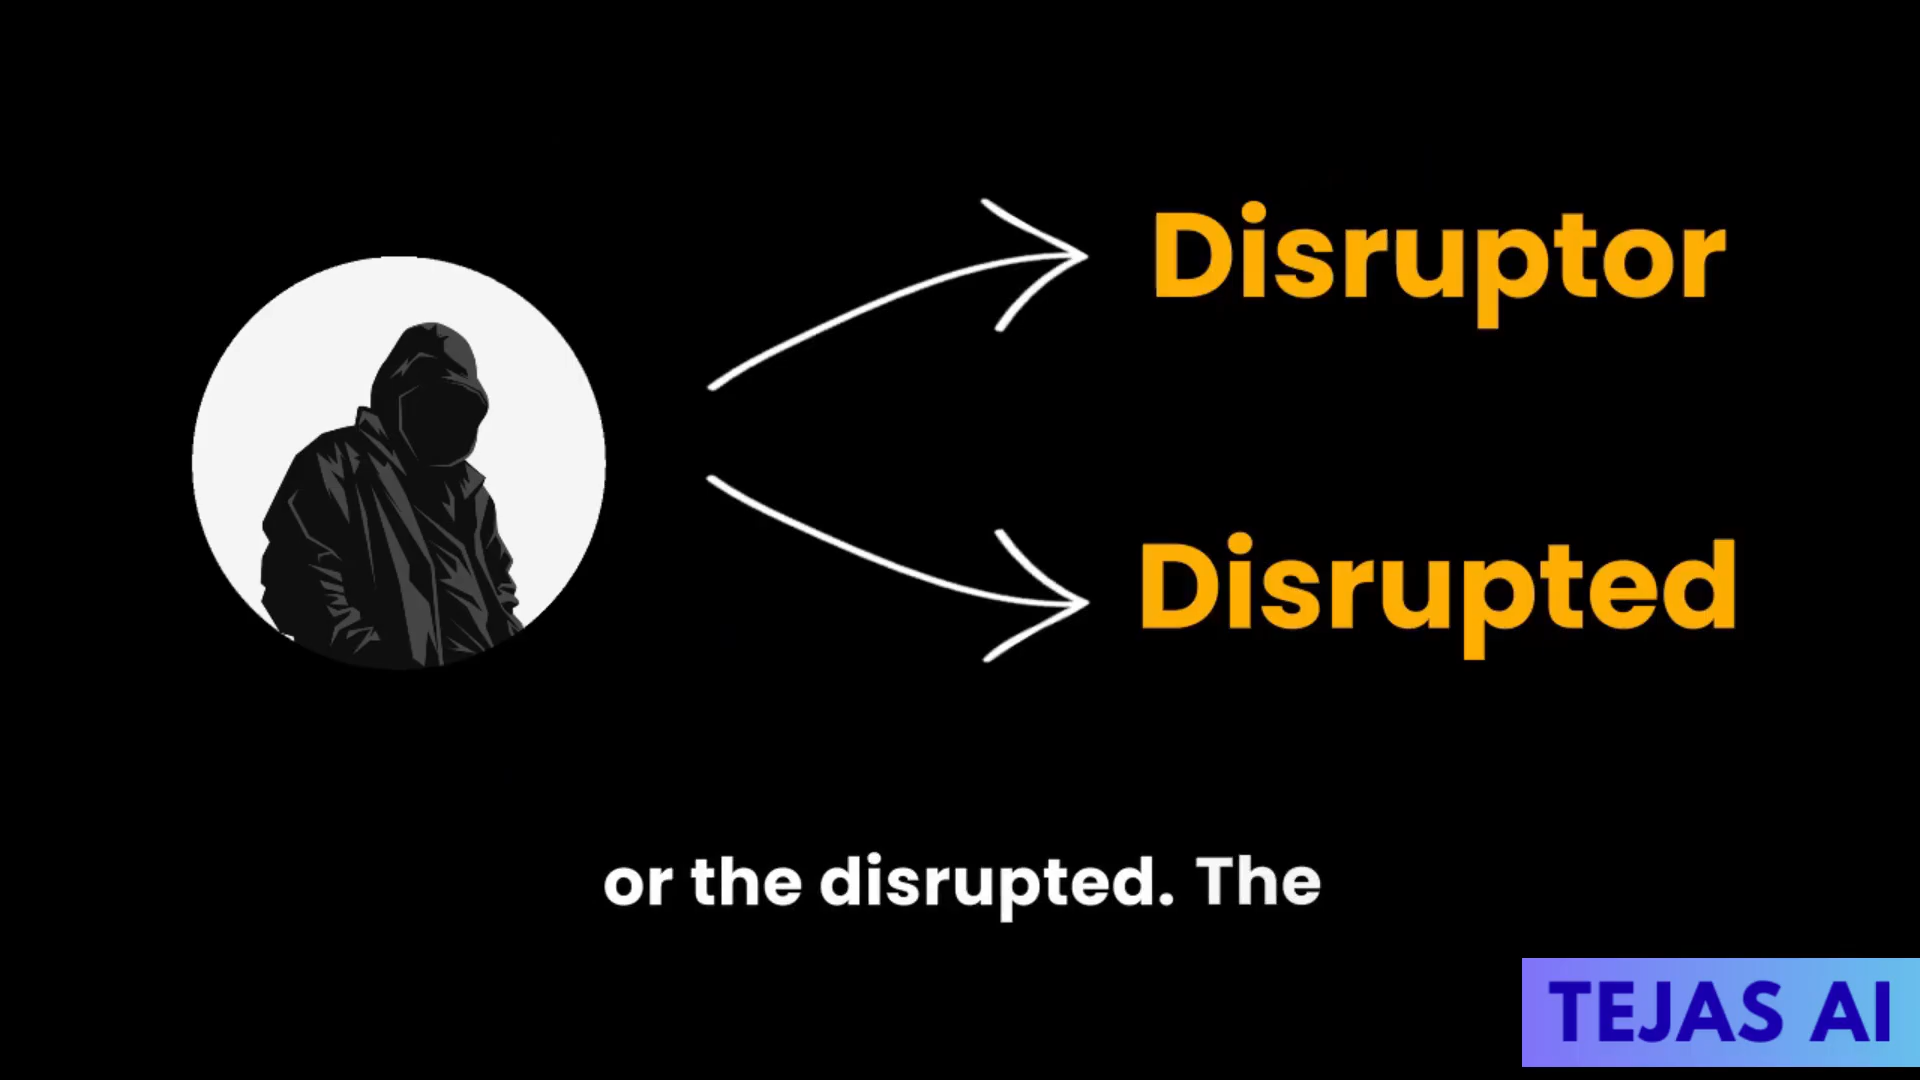 Disruptor
Disrupted
or the disrupted. The
TEJAS AI